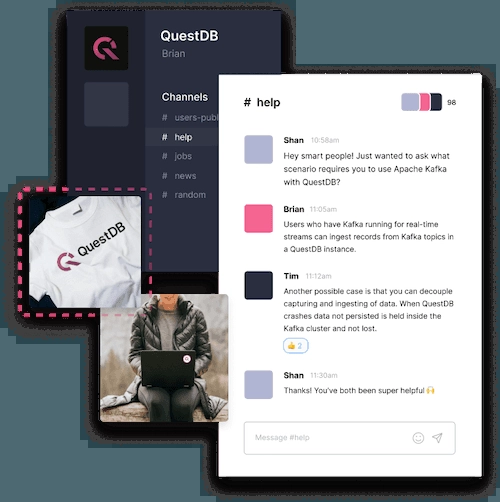 QuestDB
Brian
Channels
# users-publ
# help
# jobs
# news
# random
# help
98
Shan 10:58am
Hey smart people! Just wanted to ask what
scenario requires you to use Apache Kafka
with QuestDB?
Brian 11:05am
Users who have Kafka running for real-time
streams can ingest records from Kafka topics in
a QuestDB instance.
Tim 11:12am
Another possible case is that you can decouple
capturing and ingesting of data. When QuestDB
crashes data not persisted is held inside the
Kafka cluster and not lost.
👍 2
Shan 11:30am
Thanks! You've both been super helpful 🙌
Message #help
QuestDB